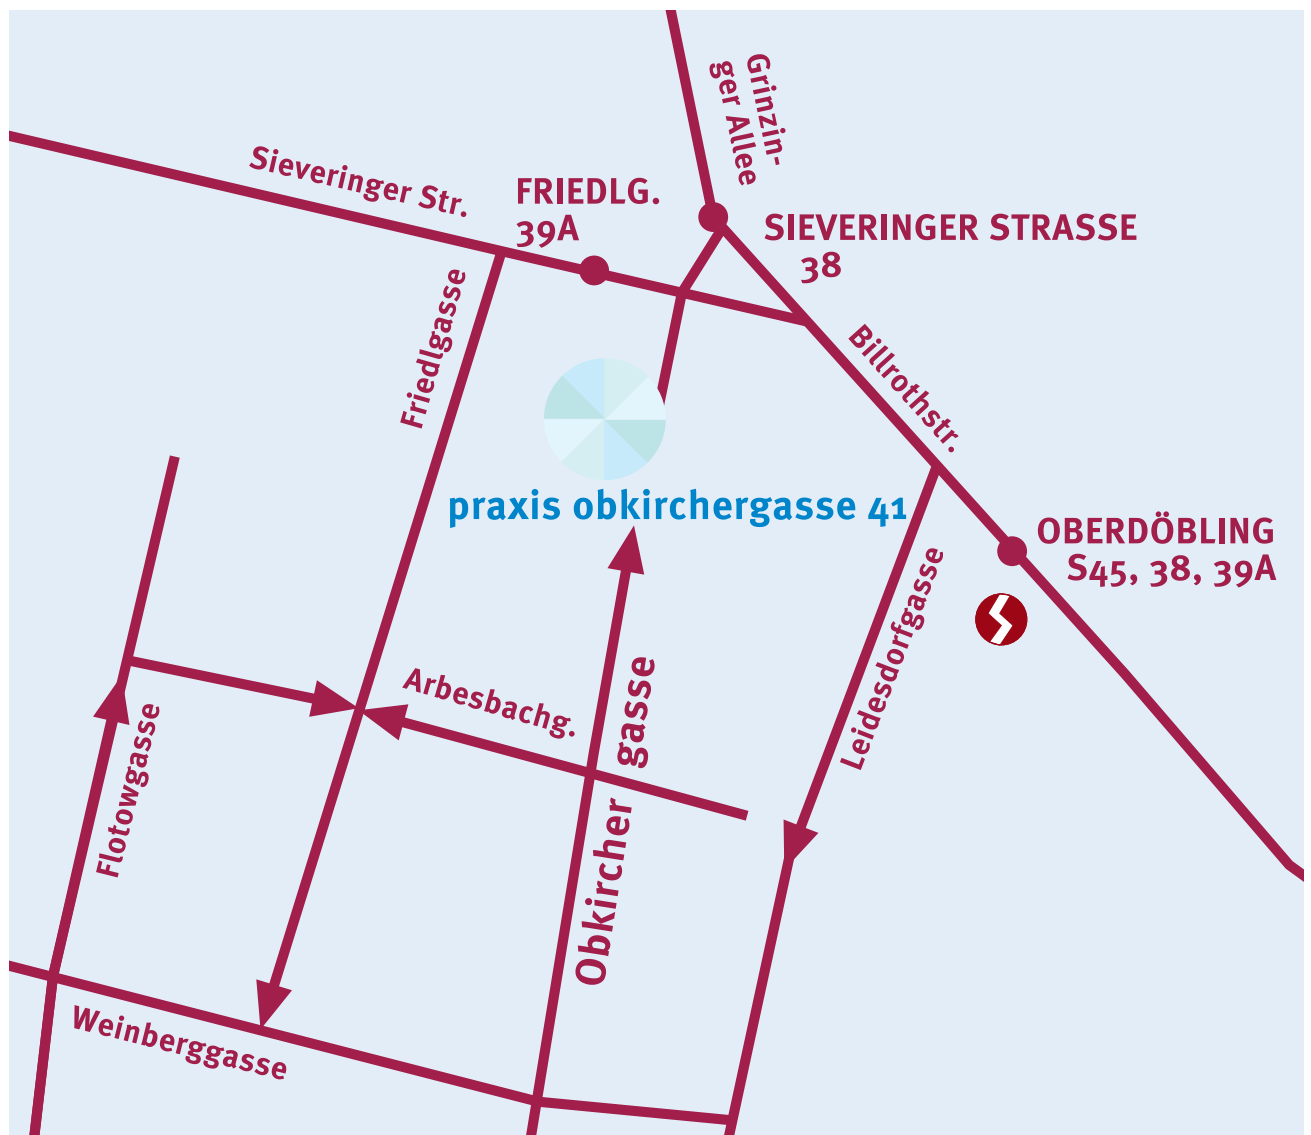 Grinzin-
ger Allee
Sieveringer Str.
FRIEDLG.
39A
SIEVERINGER STRASSE
38
Friedlgasse
Billrothstr.
praxis obkirchergasse 41
OBERDÖBLING
S45, 38, 39A
Leidesdorfgasse
Arbesbachg.
Flotowgasse
Obkircher gasse
Weinberggasse